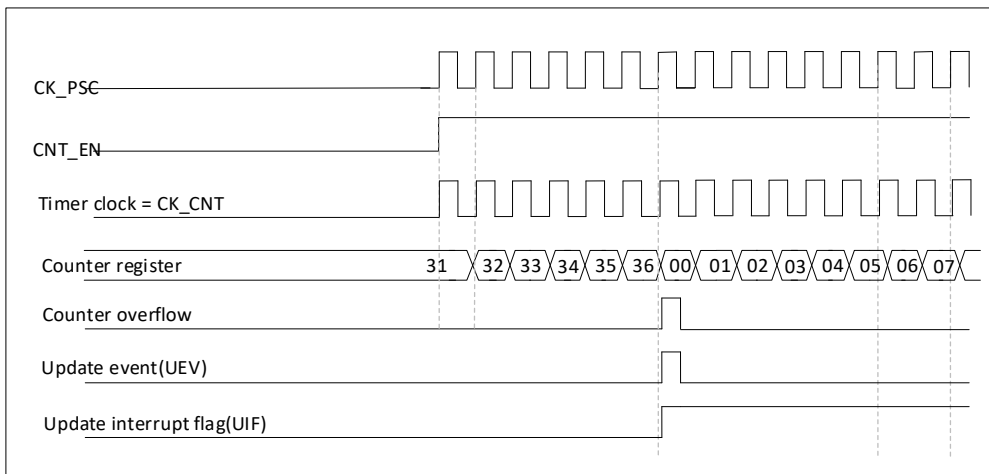 CK_PSC
CNT_EN
Timer clock = CK_CNT
Counter register 31 32 33 34 35 36 00 01 02 03 04 05 06 07
Counter overflow
Update event(UEV)
Update interrupt flag(UIF)